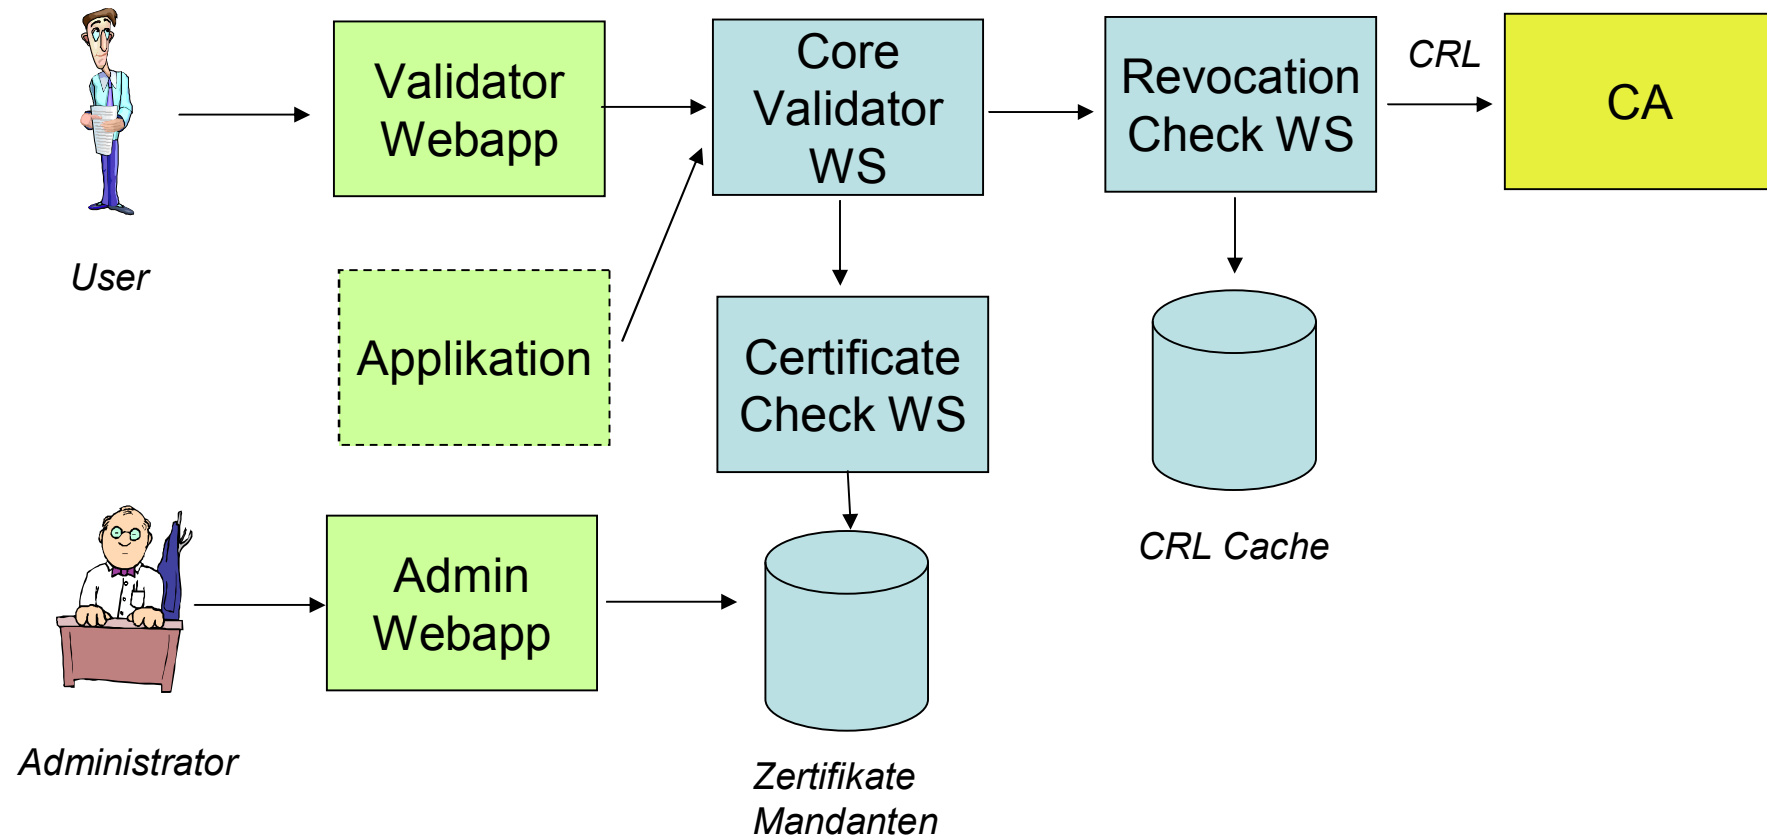 Validator
Webapp
Core
Validator
WS
Revocation
Check WS
CRL
CA
User
Applikation
Certificate
Check WS
CRL Cache
Admin
Webapp
Administrator
Zertifikate
Mandanten